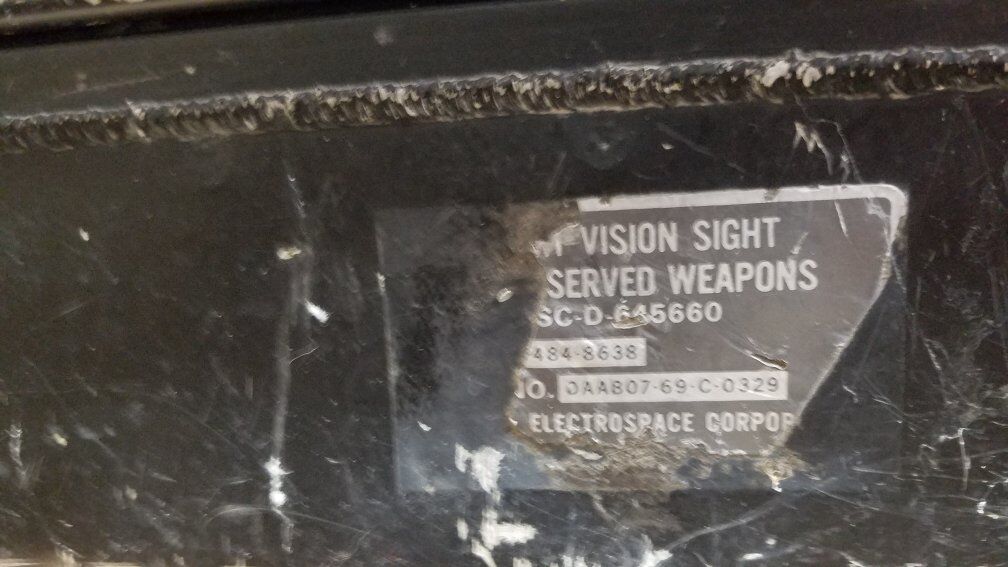 VISION SIGHT
SERVED WEAPONS
SC-D-645660
484-8638
NO. DAAB07-69-C-0329
ELECTROSPACE CORPOR